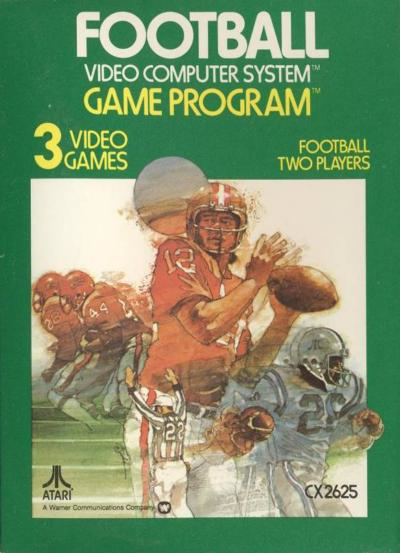 FOOTBALL
VIDEO COMPUTER SYSTEM™
GAME PROGRAM™
3 VIDEO
GAMES
FOOTBALL
TWO PLAYERS
12
44
22
ATARI®
A Warner Communications Company
CX2625